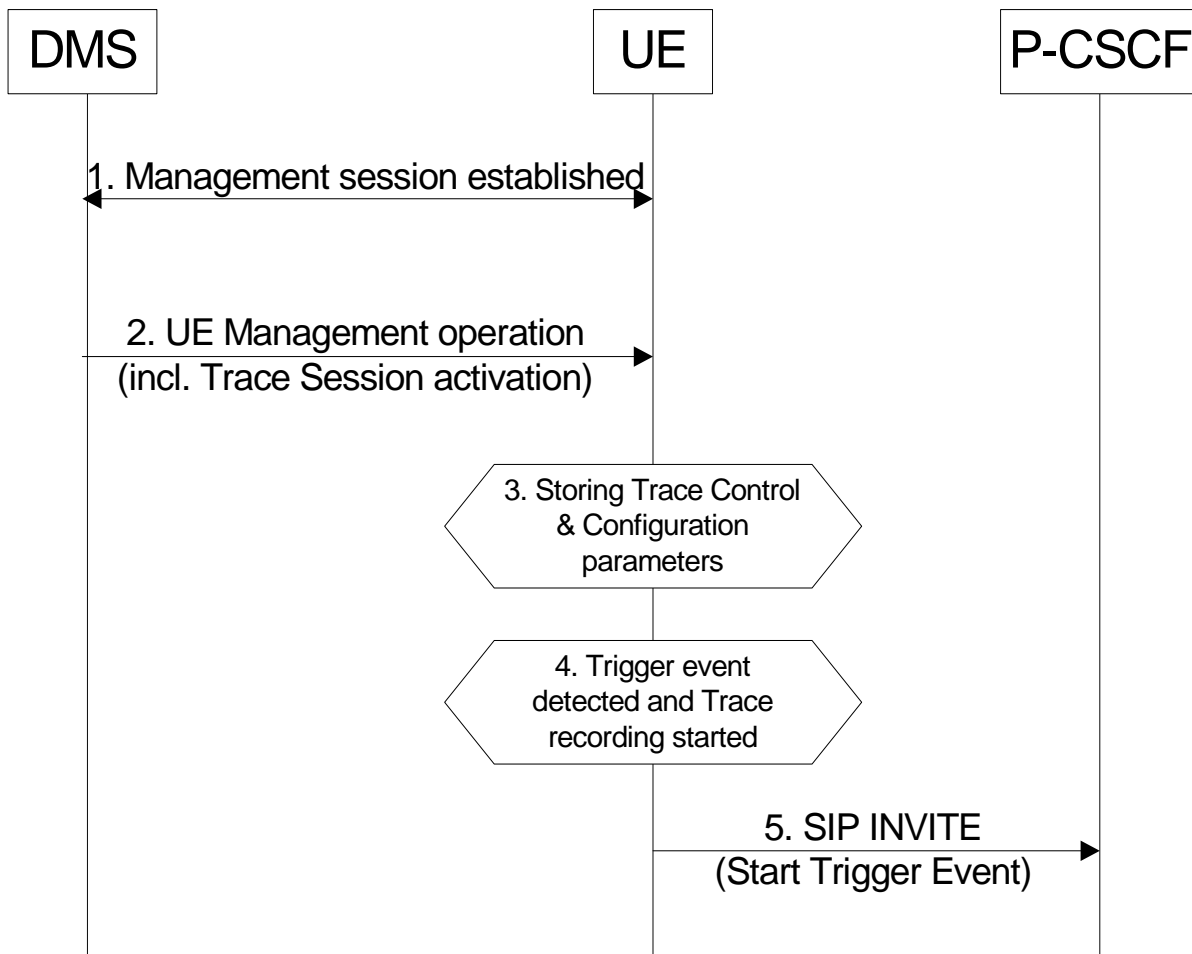 DMS
UE
P-CSCF
1. Management session established
2. UE Management operation
(incl. Trace Session activation)
3. Storing Trace Control
& Configuration
parameters
4. Trigger event
detected and Trace
recording started
5. SIP INVITE
(Start Trigger Event)